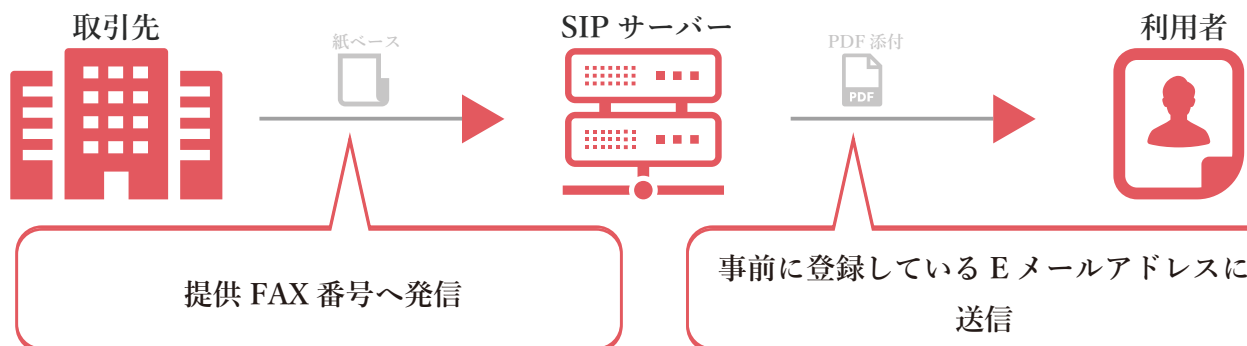 取引先
紙ベース
SIP サーバー
PDF 添付
PDF
利用者
提供 FAX 番号へ発信
事前に登録している E メールアドレスに
送信